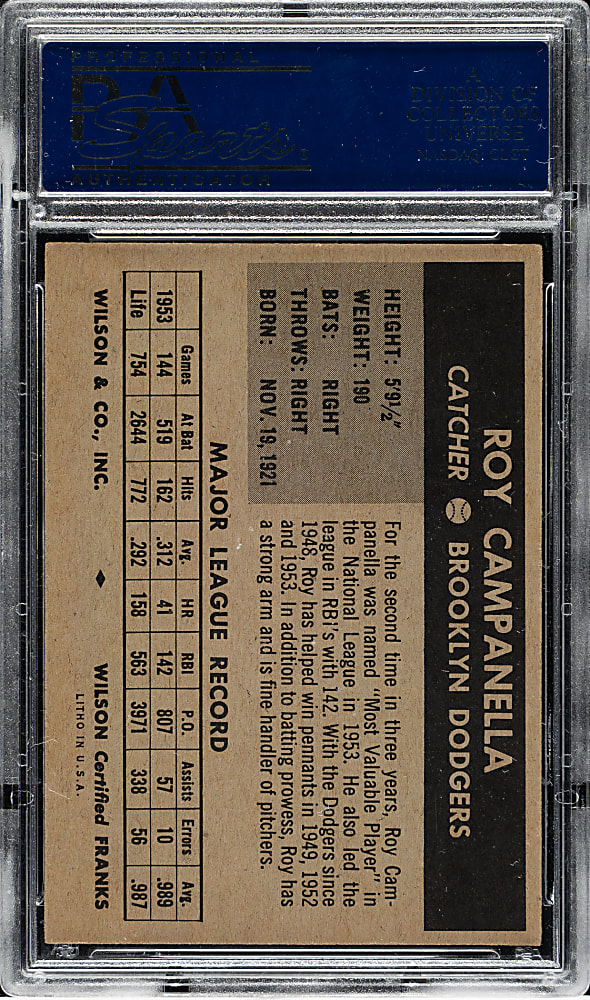 PROFESSIONAL
PSA
Sports
AUTHENTICATOR
A
DIVISION OF
COLLECTORS
UNIVERSE
NASDAQ: CLCT
ROY CAMPANELLA
CATCHER BROOKLYN DODGERS
HEIGHT: 5'9½"
WEIGHT: 190
BATS: RIGHT
THROWS: RIGHT
BORN: NOV. 19, 1921
For the second time in three years, Roy Cam-
panella was named "Most Valuable Player" in
the National League in 1953. He also led the
league in RBI's with 142. With the Dodgers since
1948, Roy has helped win pennants in 1949, 1952
and 1953. In addition to batting prowess, Roy has
a strong arm and is fine handler of pitchers.
MAJOR LEAGUE RECORD
Games At Bat Hits Avg. HR RBI P.O. Assists Errors Avg.
1953 144 519 162 .312 41 142 807 57 10 .989
Life 754 2644 772 .292 158 563 3971 338 56 .987
WILSON & CO., INC. ◆ WILSON Certified FRANKS
LITHO IN U.S.A.